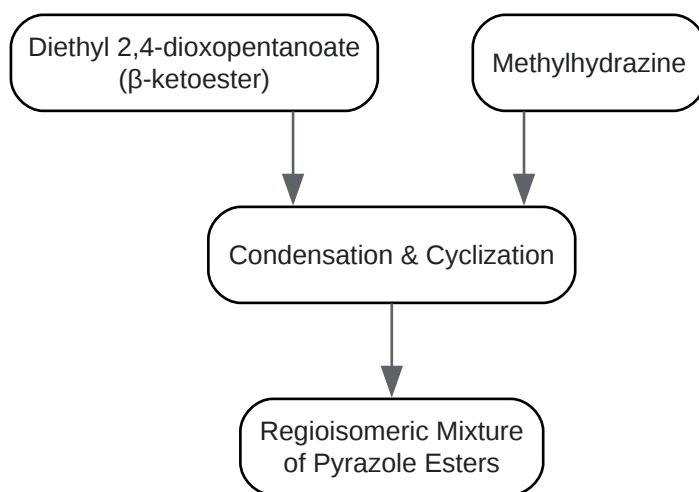 Diethyl 2,4-dioxopentanoate
(β-ketoester)
Methylhydrazine
Condensation & Cyclization
Regioisomeric Mixture
of Pyrazole Esters